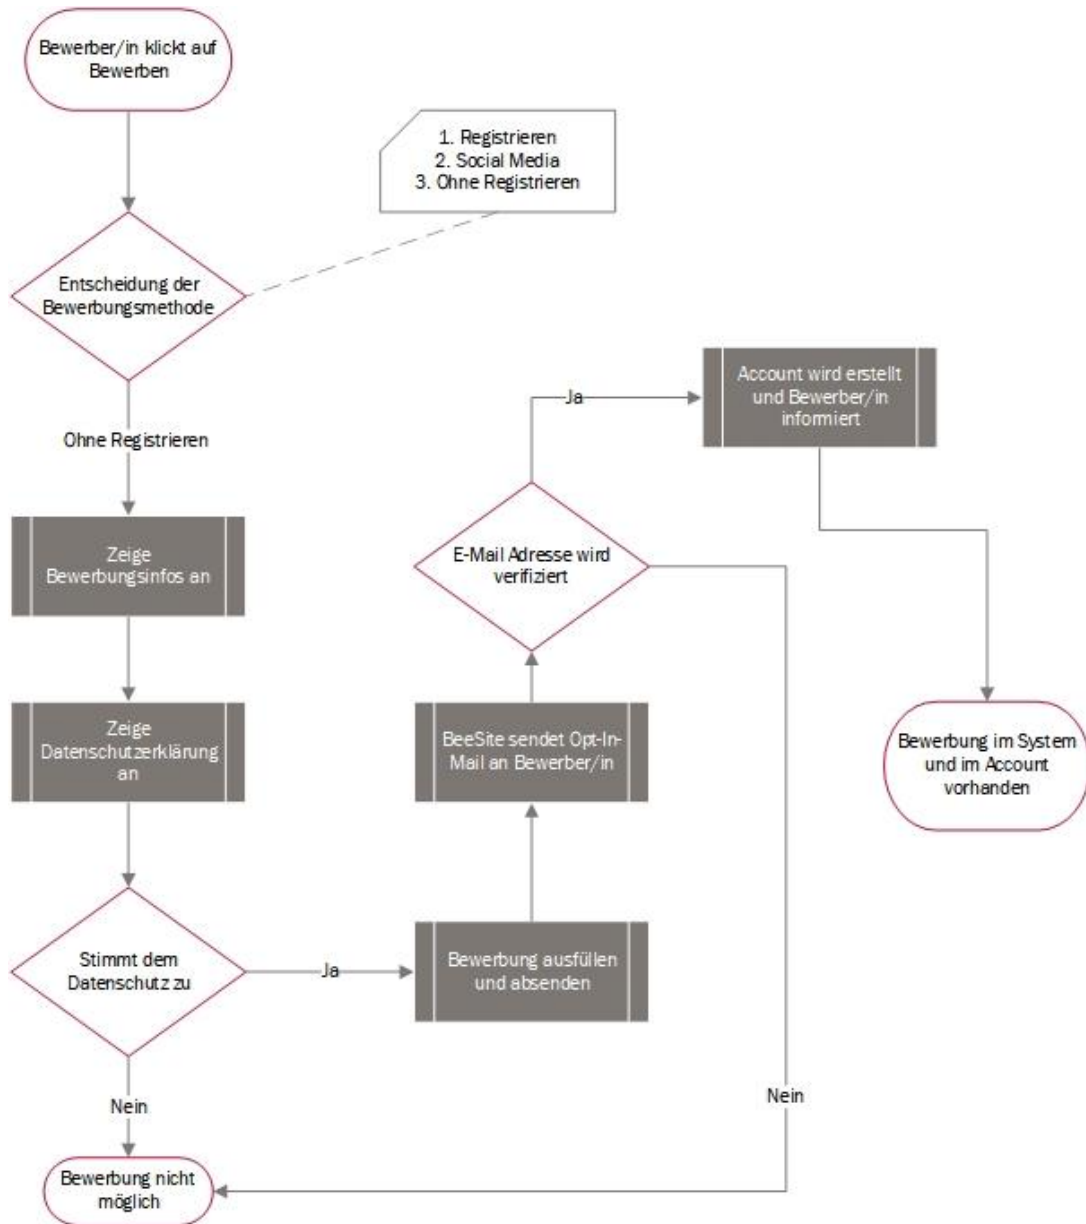 Bewerber/in klickt auf
Bewerben
1. Registrieren
2. Social Media
3. Ohne Registrieren
Entscheidung der
Bewerbungsmethode
Ohne Registrieren
Zeige
Bewerbungsinfos an
Zeige
Datenschutzerklärung
an
Stimmt dem
Datenschutz zu
Nein
Bewerbung nicht
möglich
Ja
Bewerbung ausfüllen
und absenden
BeeSite sendet Opt-In-
Mail an Bewerber/in
E-Mail Adresse wird
verifiziert
Nein
Ja
Account wird erstellt
und Bewerber/in
informiert
Bewerbung im System
und im Account
vorhanden